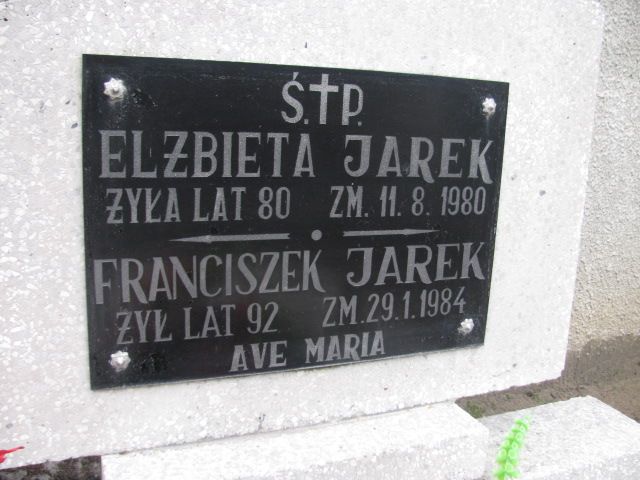 Ś.†P.
ELŻBIETA JAREK
ŻYŁA LAT 80 ZM. 11. 8. 1980
FRANCISZEK JAREK
ŻYŁ LAT 92 ZM. 29. 1. 1984
AVE MARIA